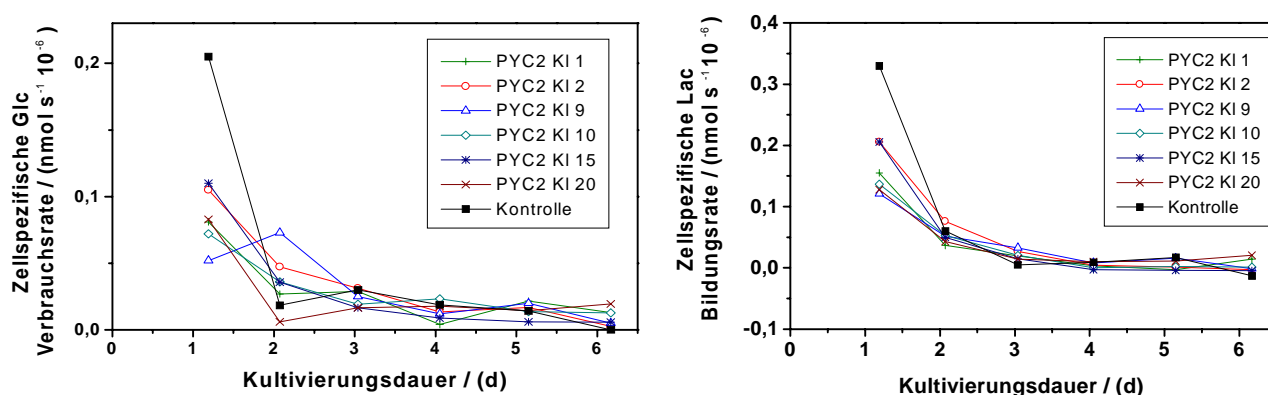 Zellspezifische Glc
Verbrauchsrate / (nmol s⁻¹ 10⁻⁶)
0,2
0,1
0,0
1
2
3
4
5
6
Kultivierungsdauer / (d)
PYC2 Kl 1
PYC2 Kl 2
PYC2 Kl 9
PYC2 Kl 10
PYC2 Kl 15
PYC2 Kl 20
Kontrolle
Zellspezifische Lac
Bildungsrate / (nmol s⁻¹ 10⁻⁶)
0,4
0,3
0,2
0,1
0,0
-0,1
0
1
2
3
4
5
6
Kultivierungsdauer / (d)
PYC2 Kl 1
PYC2 Kl 2
PYC2 Kl 9
PYC2 Kl 10
PYC2 Kl 15
PYC2 Kl 20
Kontrolle